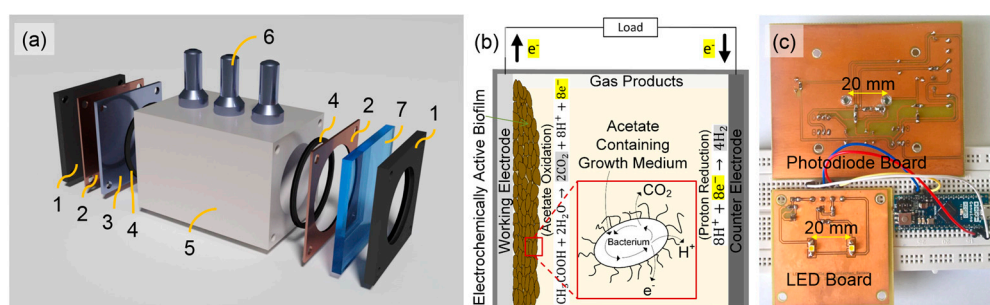 (a)
6
4
2
7
1
1
2
3
4
5
(b)
Load
e-
e-
Gas Products
Electrochemically Active Biofilm
Working Electrode
(Acetate Oxidation)
CH3COOH + 2H2O → 2CO2 + 8H+ + 8e-
Acetate
Containing
Growth Medium
CO2
Bacterium
H+
e-
(Proton Reduction)
8H+ + 8e- → 4H2
Counter Electrode
(c)
20 mm
Photodiode Board
20 mm
LED Board